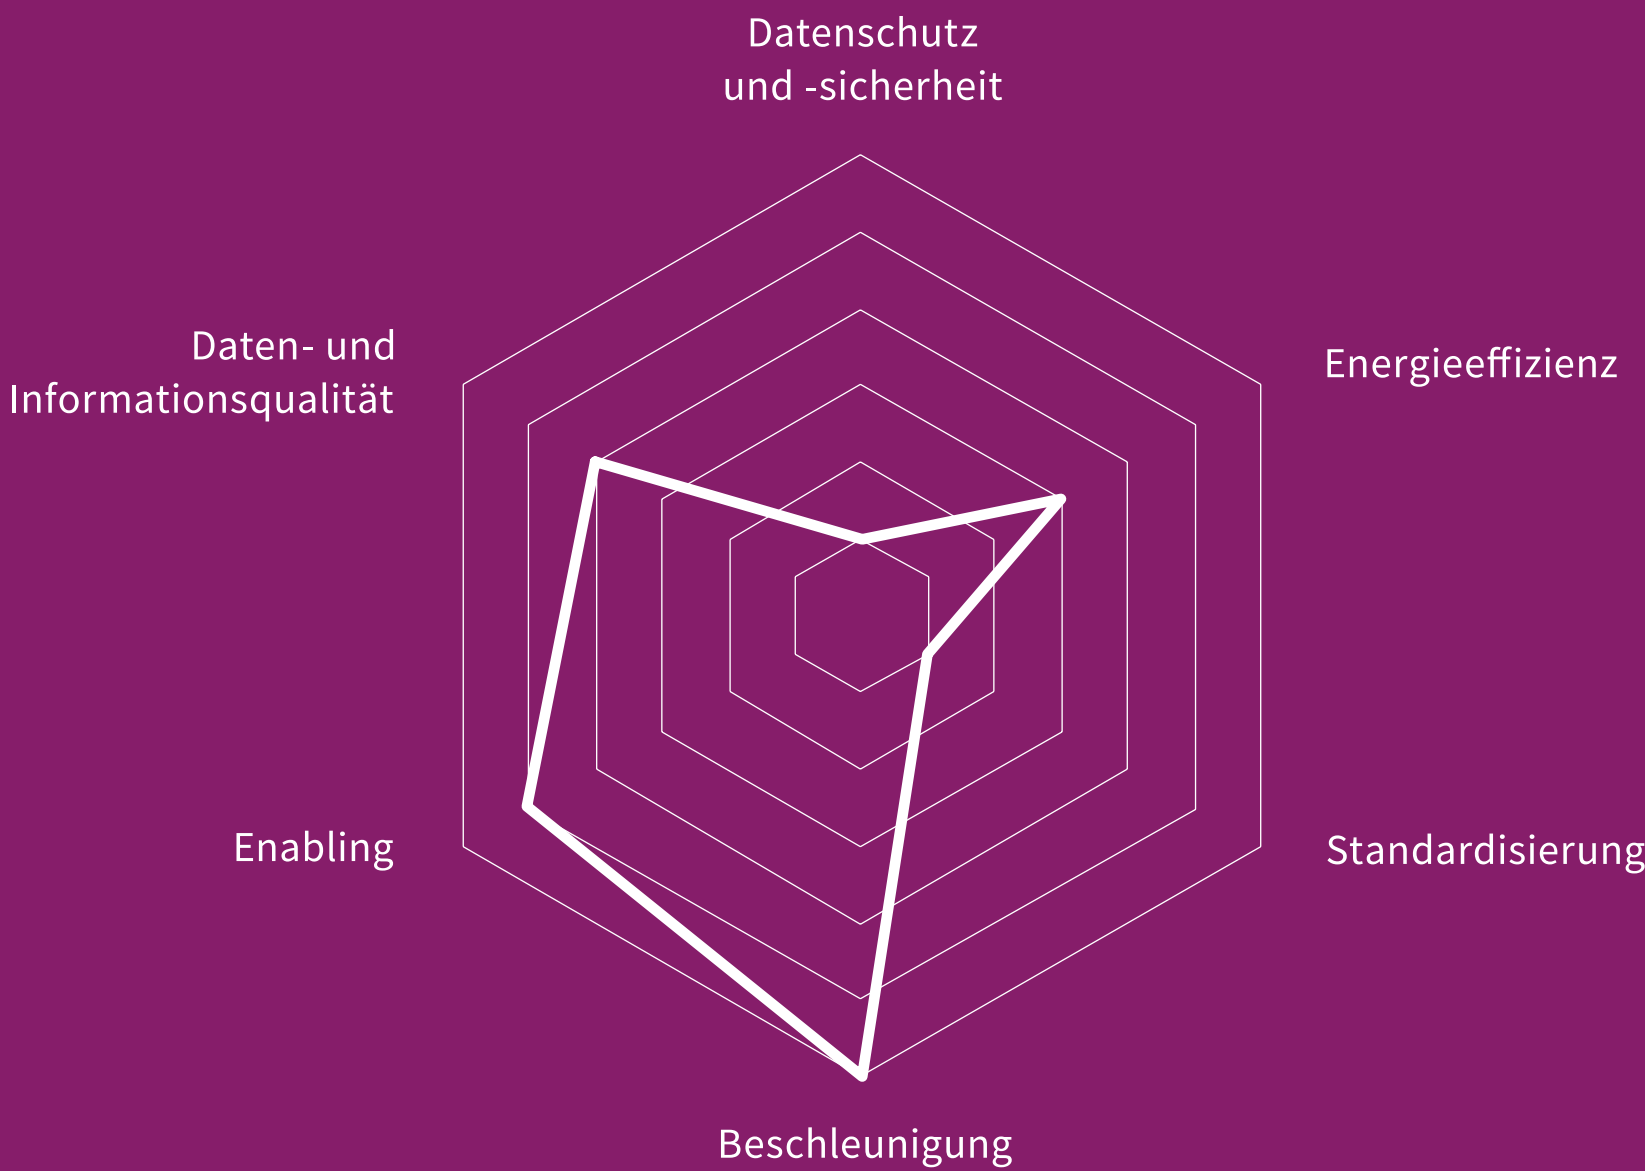 Datenschutz
und -sicherheit
Daten- und
Informationsqualität
Energieeffizienz
Enabling
Standardisierung
Beschleunigung